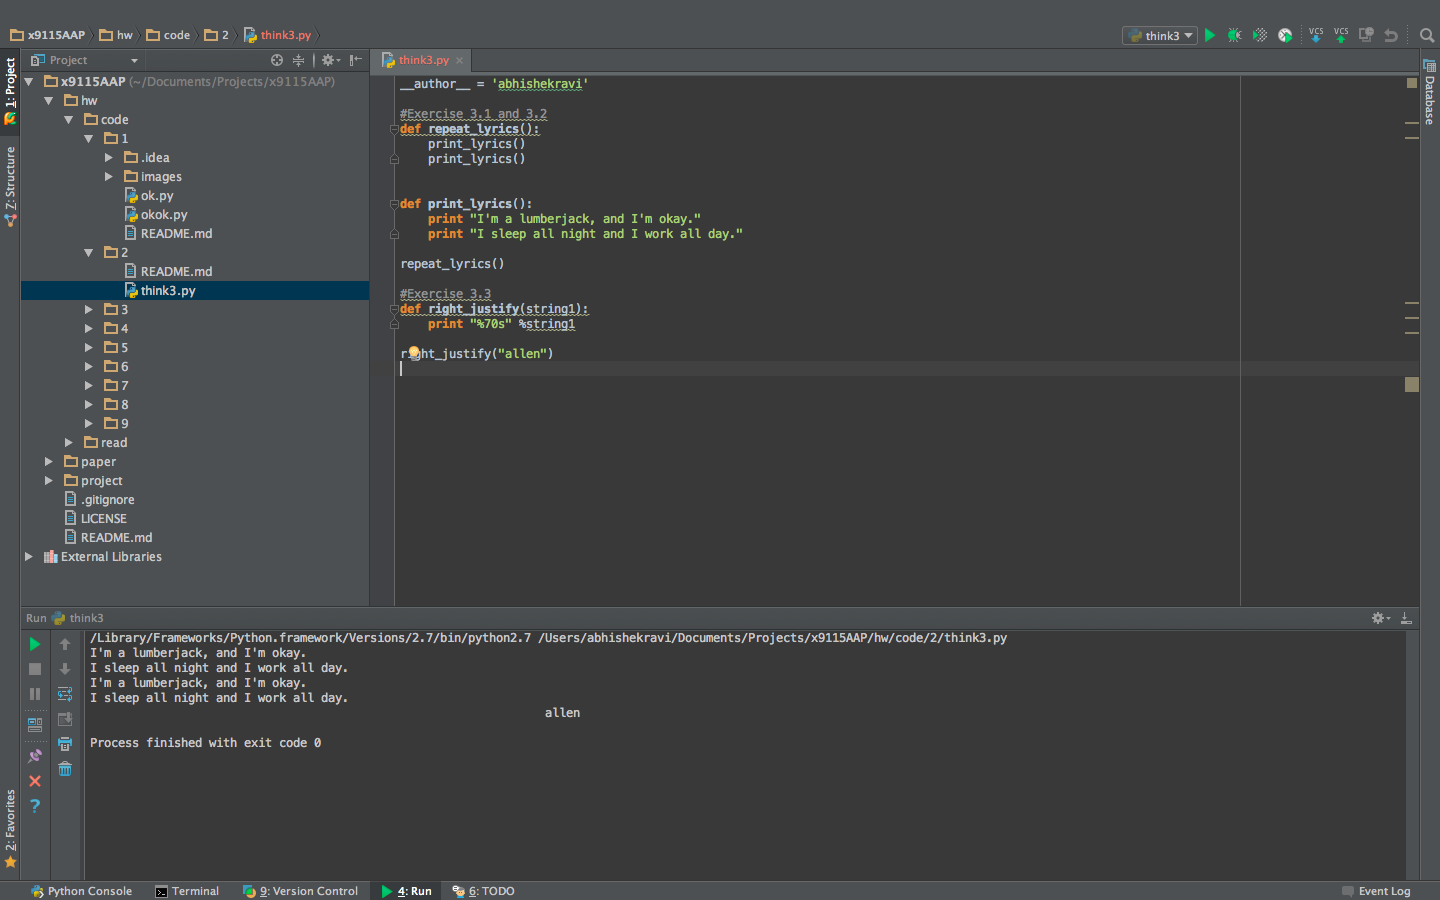 x9115AAP hw code 2 think3.py
think3
VCS VCS
1: Project
Z: Structure
2: Favorites
Project
x9115AAP (~/Documents/Projects/x9115AAP)
hw
code
1
.idea
images
ok.py
okok.py
README.md
2
README.md
think3.py
3
4
5
6
7
8
9
read
paper
project
.gitignore
LICENSE
README.md
External Libraries
think3.py
__author__ = 'abhishekravi'
#Exercise 3.1 and 3.2
def repeat_lyrics():
print_lyrics()
print_lyrics()
def print_lyrics():
print "I'm a lumberjack, and I'm okay."
print "I sleep all night and I work all day."
repeat_lyrics()
#Exercise 3.3
def right_justify(string1):
print "%70s" %string1
right_justify("allen")
Database
Run think3
/Library/Frameworks/Python.framework/Versions/2.7/bin/python2.7 /Users/abhishekravi/Documents/Projects/x9115AAP/hw/code/2/think3.py
I'm a lumberjack, and I'm okay.
I sleep all night and I work all day.
I'm a lumberjack, and I'm okay.
I sleep all night and I work all day.
allen
Process finished with exit code 0
Python Console Terminal 9: Version Control 4: Run 6: TODO Event Log